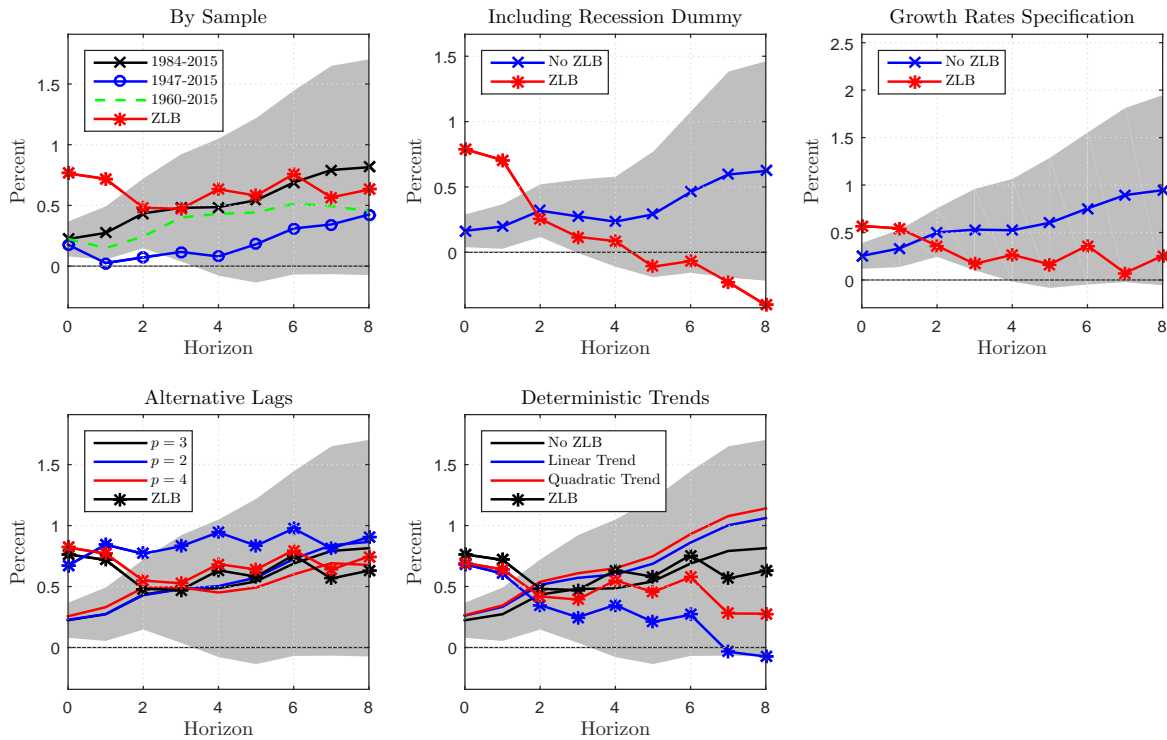 By Sample
Percent
1.5
1
0.5
0
0 2 4 6 8
Horizon
1984-2015
1947-2015
1960-2015
ZLB
Including Recession Dummy
Percent
1.5
1
0.5
0
0 2 4 6 8
Horizon
No ZLB
ZLB
Growth Rates Specification
Percent
2.5
2
1.5
1
0.5
0
0 2 4 6 8
Horizon
No ZLB
ZLB
Alternative Lags
Percent
1.5
1
0.5
0
0 2 4 6 8
Horizon
p = 3
p = 2
p = 4
ZLB
Deterministic Trends
Percent
1.5
1
0.5
0
0 2 4 6 8
Horizon
No ZLB
Linear Trend
Quadratic Trend
ZLB